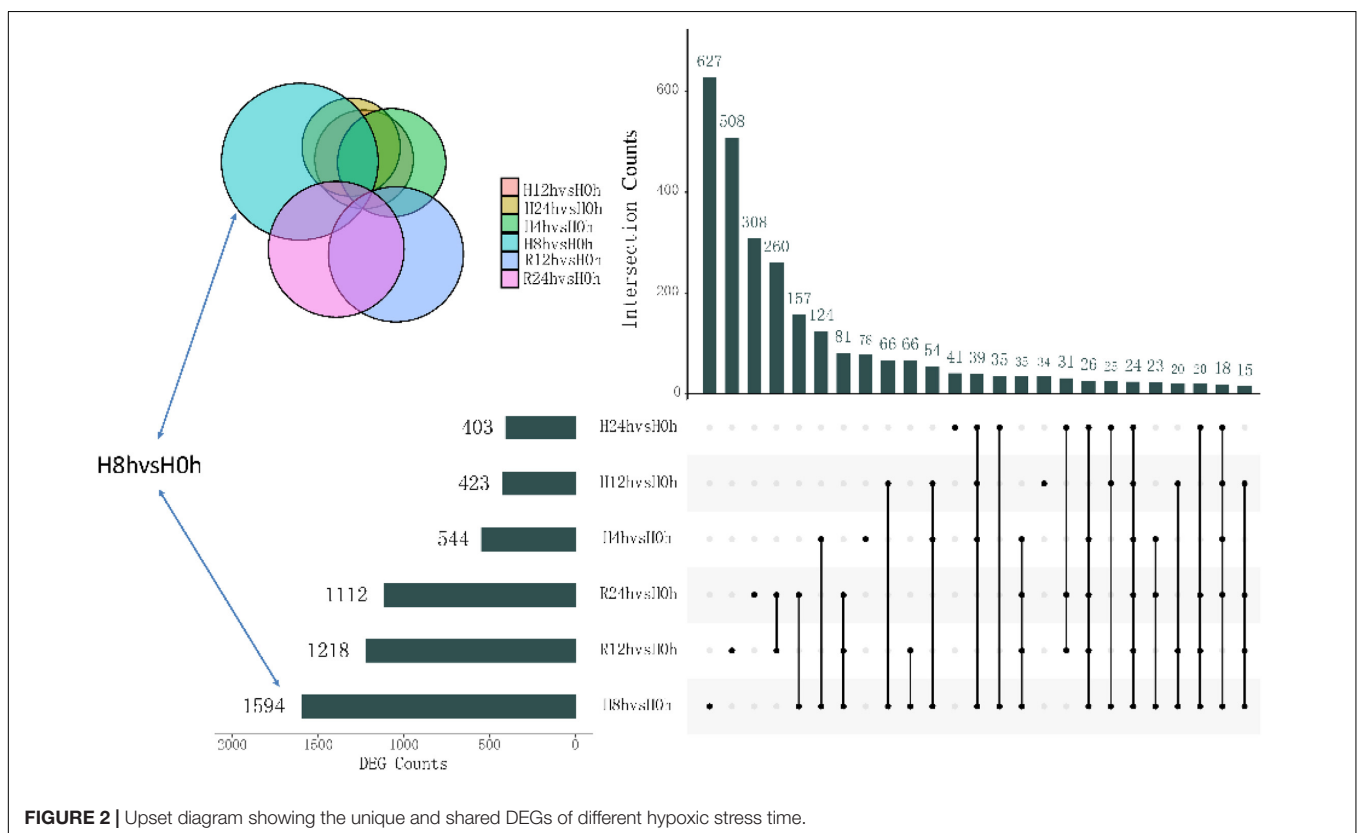 H12hvsH0h
H24hvsH0h
H4hvsH0h
H8hvsH0h
R12hvsH0h
R24hvsH0h
H8hvsH0h
Intersection Counts
600
400
200
0
627
508
308
260
157
124
81
78
66
66
54
41
39
35
35
34
31
26
25
24
23
20
20
18
15
403 H24hvsH0h
423 H12hvsH0h
544 H4hvsH0h
1112 R24hvsH0h
1218 R12hvsH0h
1594 H8hvsH0h
2000 1500 1000 500 0
DEG Counts
FIGURE 2 | Upset diagram showing the unique and shared DEGs of different hypoxic stress time.